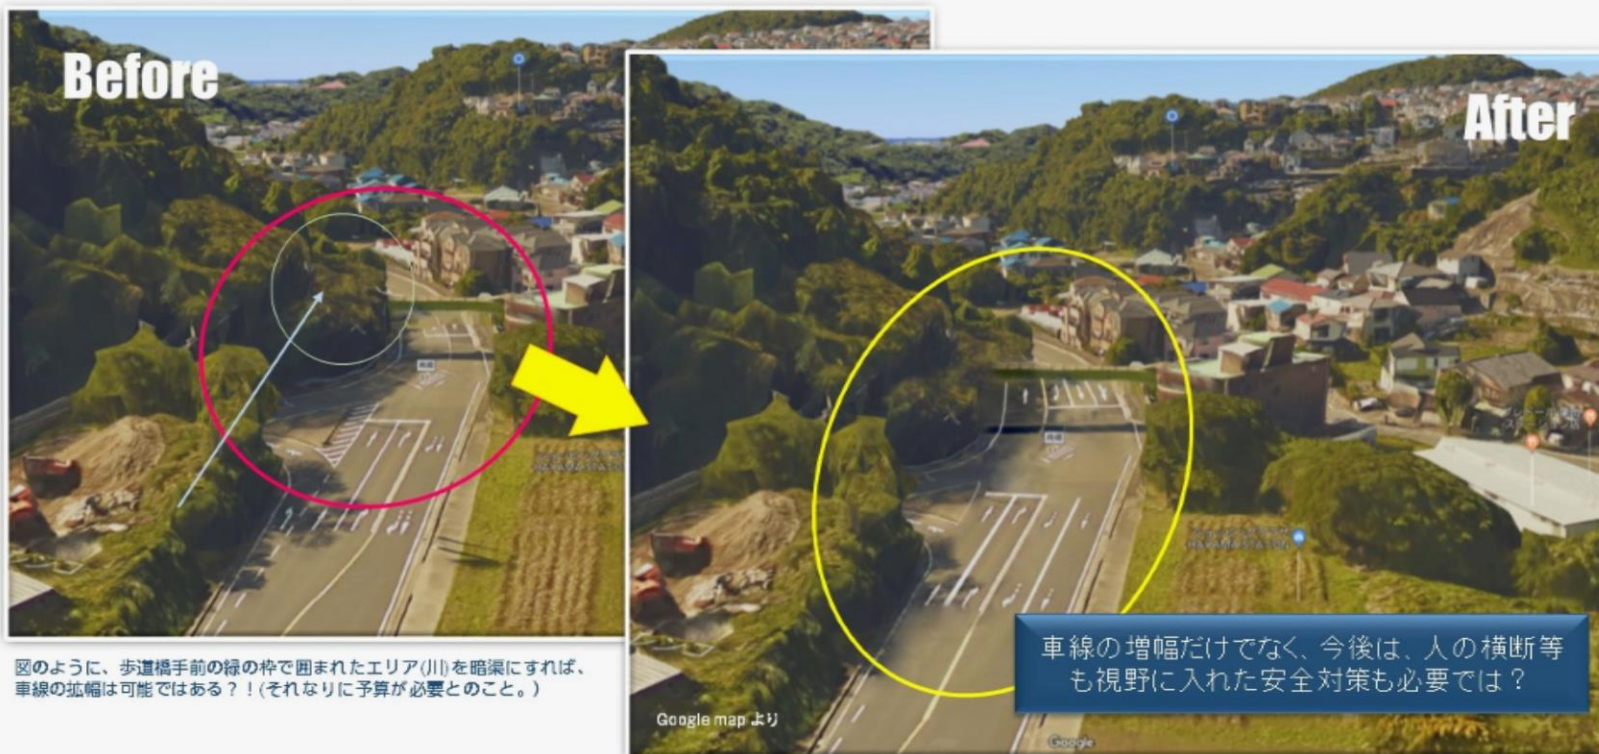 Before
After
図のように、歩道橋手前の緑の枠で囲まれたエリア(川)を暗渠にすれば、
車線の拡幅は可能ではある？！(それなりに予算が必要とのこと。)
車線の増幅だけでなく、今後は、人の横断等
も視野に入れた安全対策も必要では？
Google map より
Google